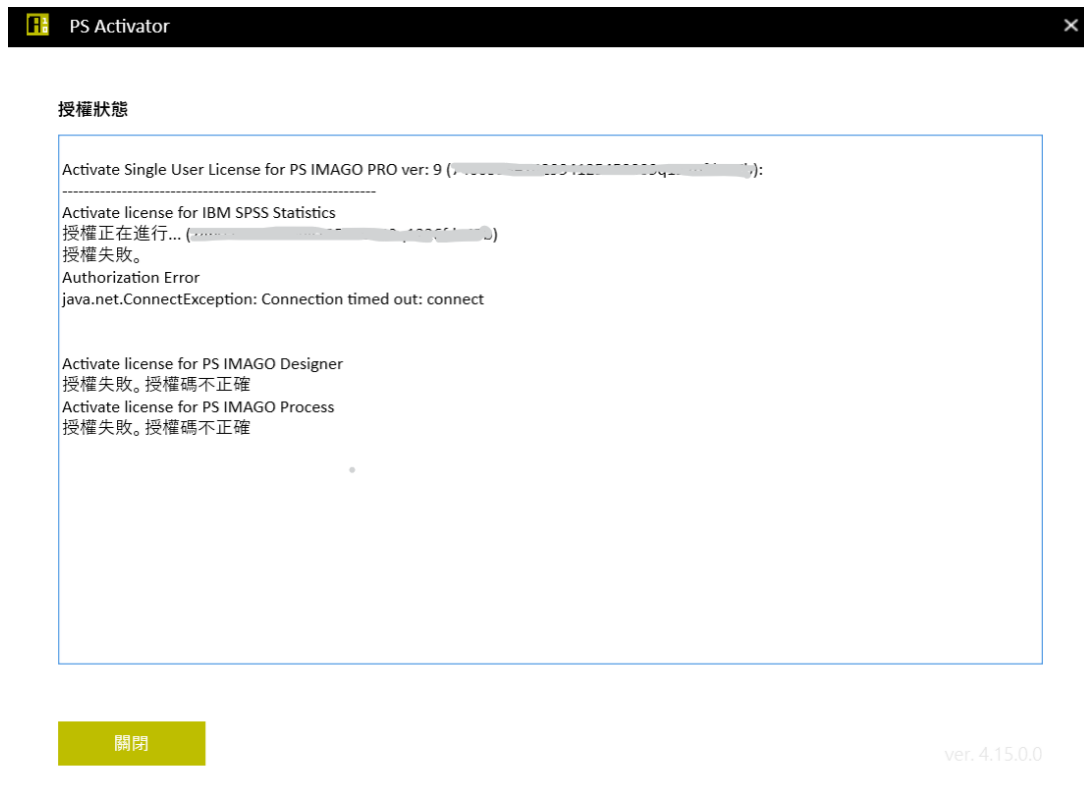 PS Activator
授權狀態
Activate Single User License for PS IMAGO PRO ver: 9 (
):
------------------------------------------------------------
Activate license for IBM SPSS Statistics
授權正在進行... (
)
授權失敗。
Authorization Error
java.net.ConnectException: Connection timed out: connect
Activate license for PS IMAGO Designer
授權失敗。授權碼不正確
Activate license for PS IMAGO Process
授權失敗。授權碼不正確
關閉
ver. 4.15.0.0